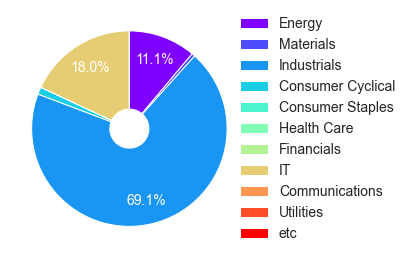 Energy
11.1%
Materials
18.0%
Industrials
Consumer Cyclical
Consumer Staples
Health Care
Financials
IT
Communications
69.1%
Utilities
etc